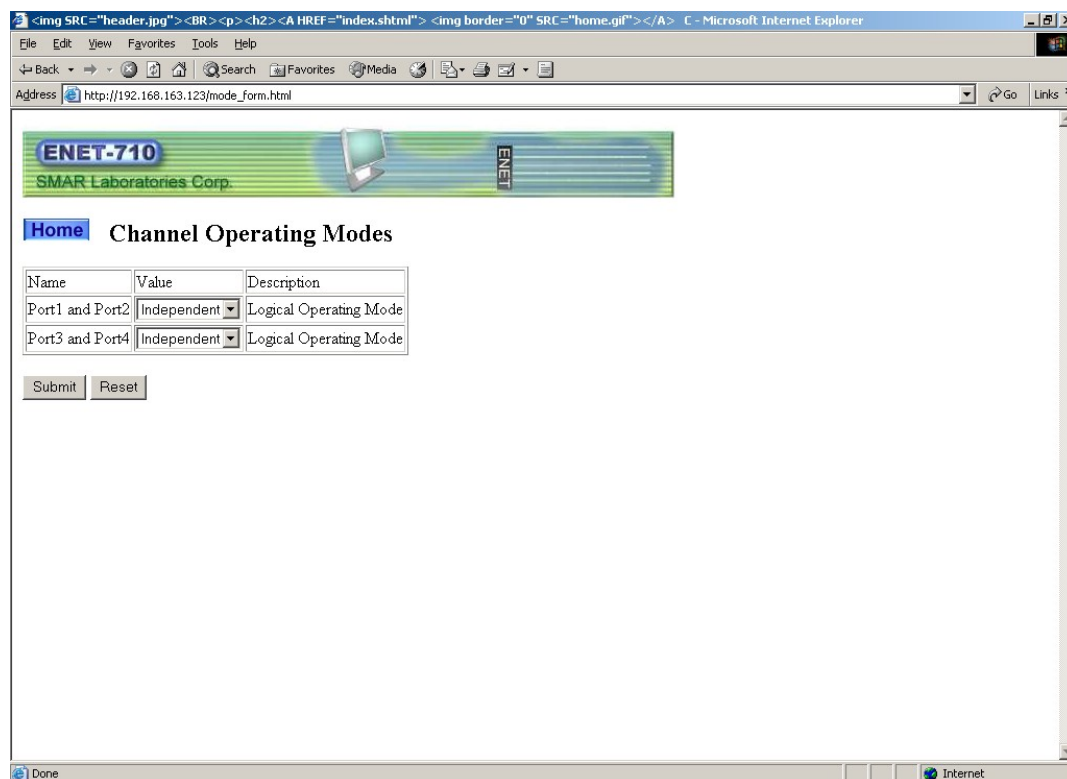 <img SRC="header.jpg"><BR><p><h2><A HREF="index.shtml"> <img border="0" SRC="home.gif"></A> C - Microsoft Internet Explorer
File Edit View Favorites Tools Help
Back Search Favorites Media
Address http://192.168.163.123/mode_form.html Go Links
ENET-710
ENET
SMAR Laboratories Corp.
Home Channel Operating Modes
Name Value Description
Port1 and Port2 Independent Logical Operating Mode
Port3 and Port4 Independent Logical Operating Mode
Submit Reset
Done Internet